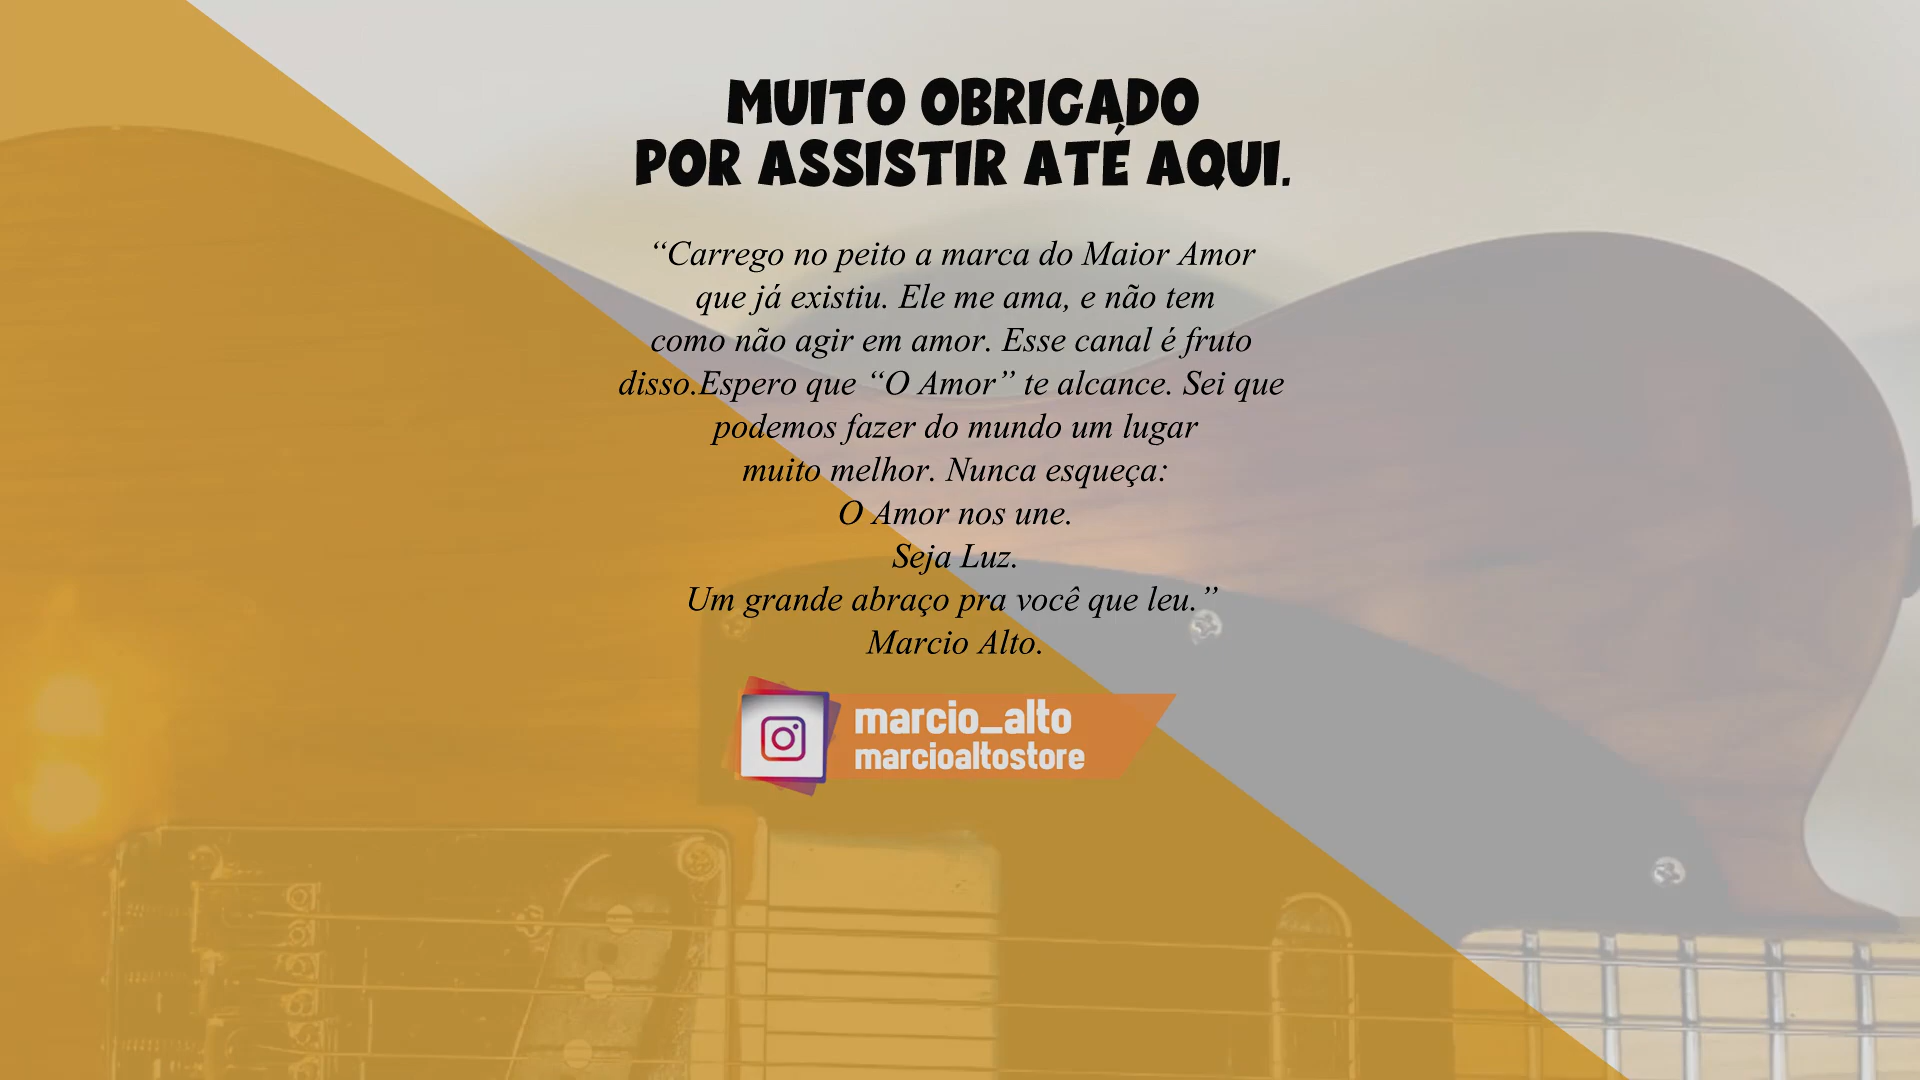 MUITO OBRIGADO
POR ASSISTIR ATÉ AQUI.
“Carrego no peito a marca do Maior Amor
que já existiu. Ele me ama, e não tem
como não agir em amor. Esse canal é fruto
disso.Espero que “O Amor” te alcance. Sei que
podemos fazer do mundo um lugar
muito melhor. Nunca esqueça:
O Amor nos une.
Seja Luz.
Um grande abraço pra você que leu.”
Marcio Alto.
marcio_alto
marcioaltostore